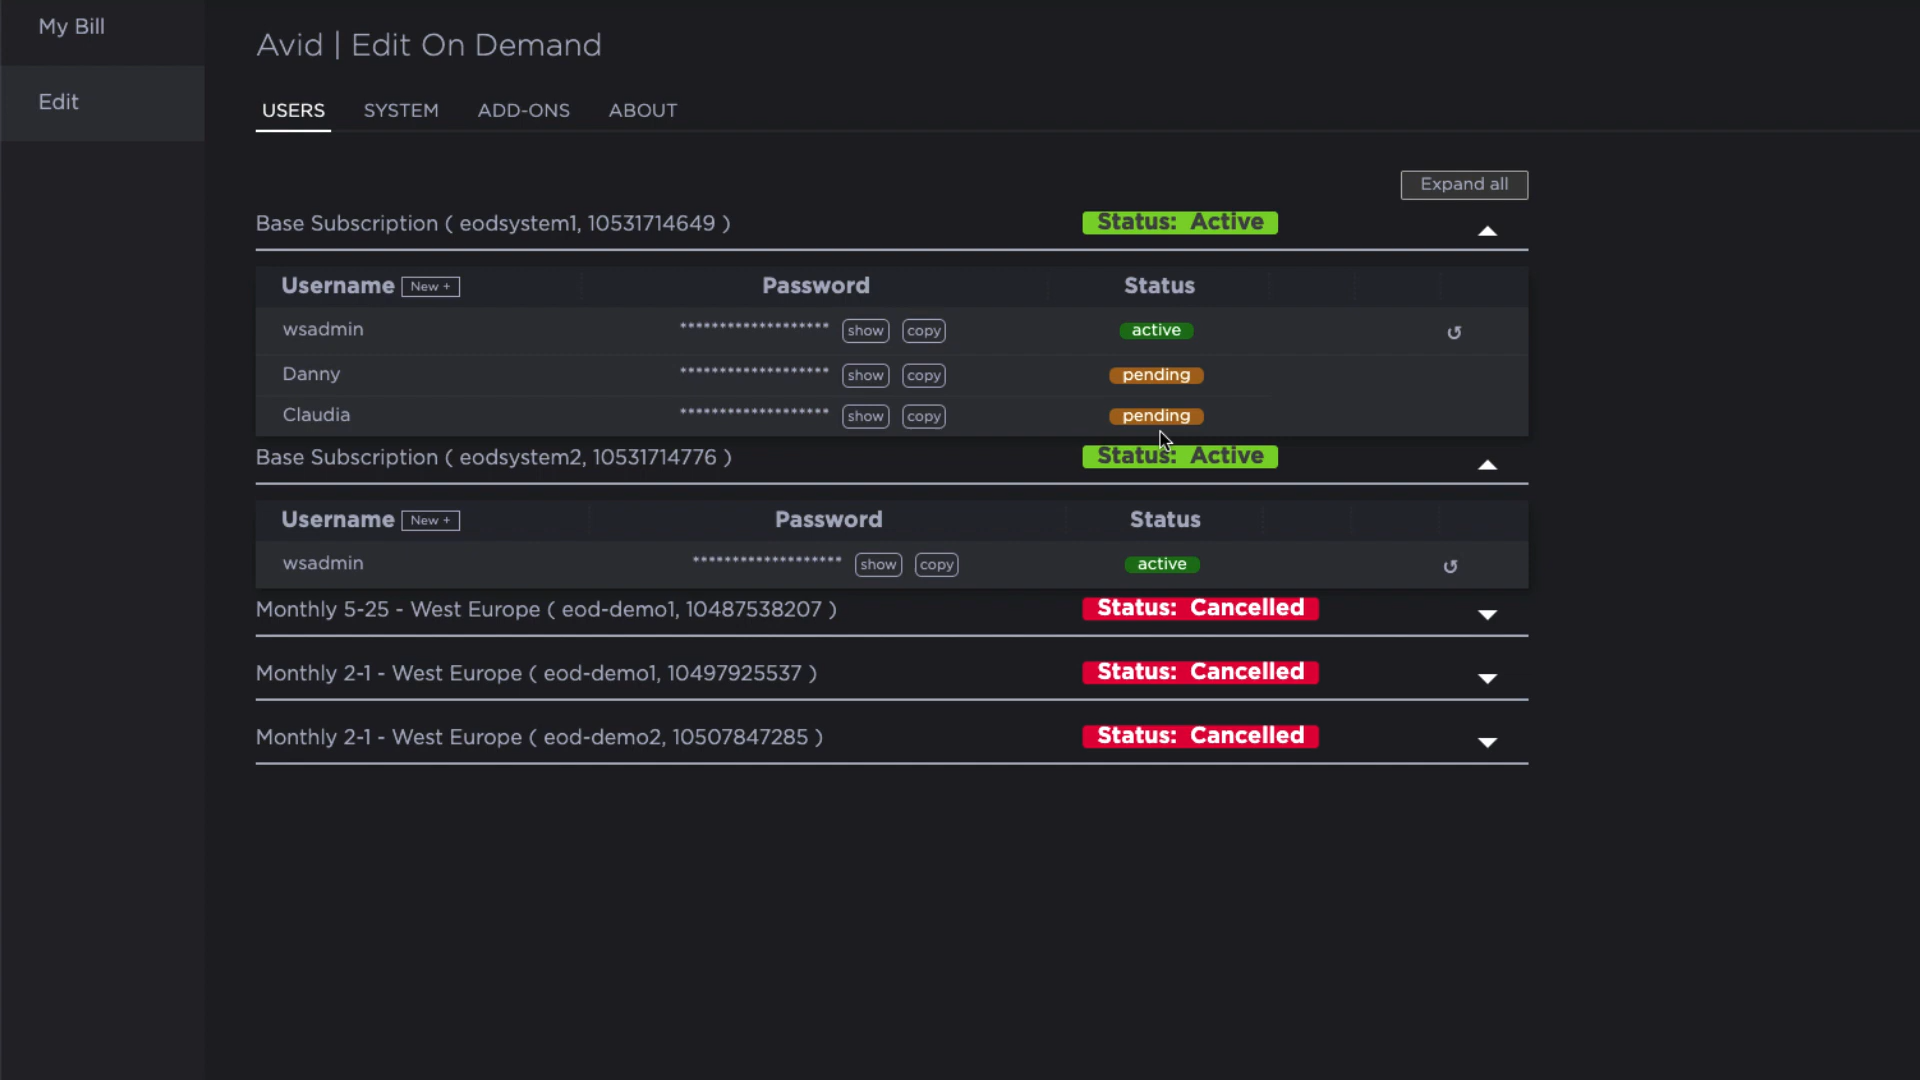 My Bill
Edit
Avid | Edit On Demand
USERS SYSTEM ADD-ONS ABOUT
Expand all
Base Subscription ( eodsystem1, 10531714649 ) Status: Active
Username New + Password Status
wsadmin ******************* show copy active
Danny ******************* show copy pending
Claudia ******************* show copy pending
Base Subscription ( eodsystem2, 10531714776 ) Status: Active
Username New + Password Status
wsadmin ******************* show copy active
Monthly 5-25 - West Europe ( eod-demo1, 10487538207 ) Status: Cancelled
Monthly 2-1 - West Europe ( eod-demo1, 10497925537 ) Status: Cancelled
Monthly 2-1 - West Europe ( eod-demo2, 10507847285 ) Status: Cancelled